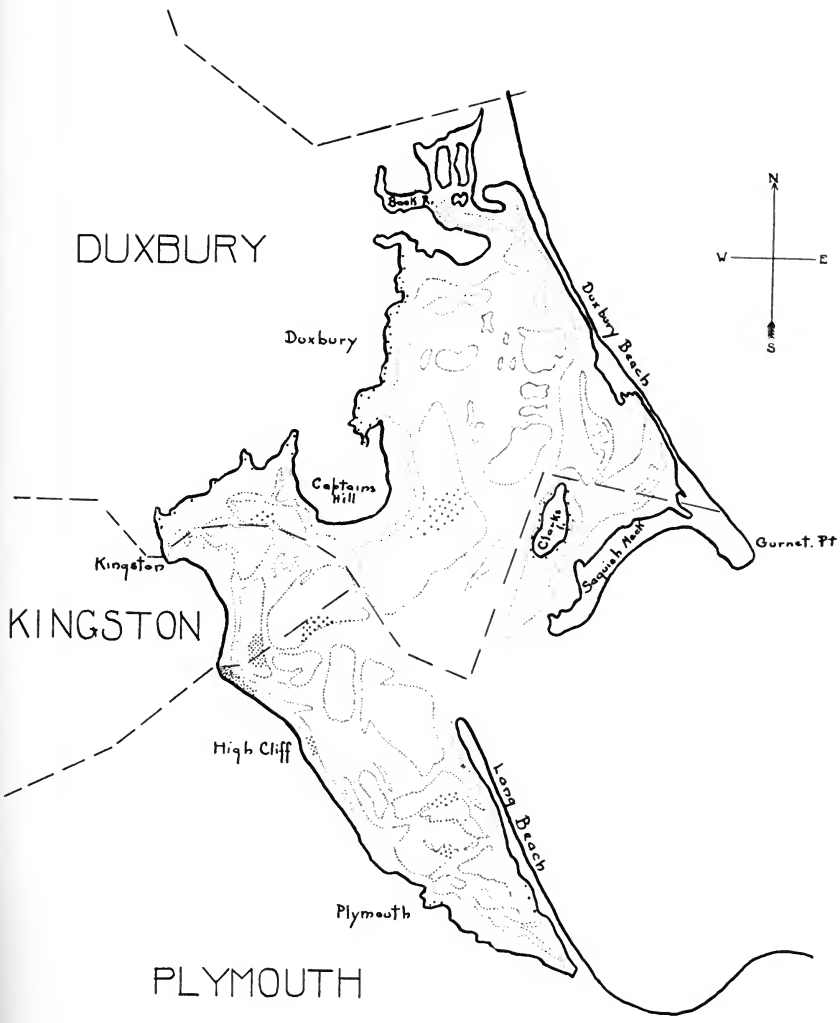 N
W E
S
Back R.
DUXBURY
Duxbury Beach
Duxbury
Captains
Hill
Clarks
I.
Gurnet. Pt
Saquish Neck
Kingston
KINGSTON
High Cliff
Long Beach
Plymouth
PLYMOUTH